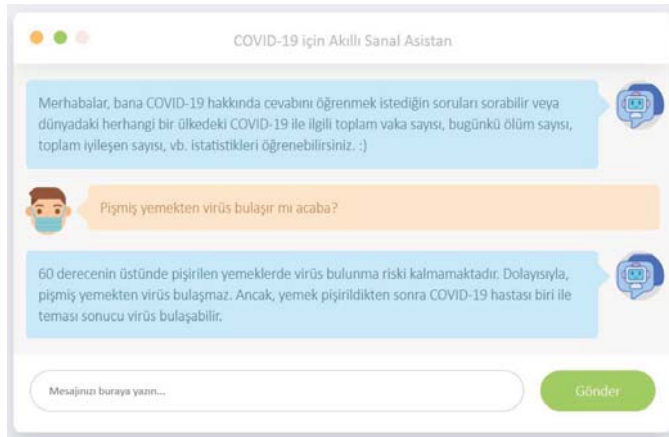 COVID-19 için Akıllı Sanal Asistan
Merhabalar, bana COVID-19 hakkında cevabını öğrenmek istediğin soruları sorabilir veya
dünyadaki herhangi bir ülkedeki COVID-19 ile ilgili toplam vaka sayısı, bugünkü ölüm sayısı,
toplam iyileşen sayısı, vb. istatistikleri öğrenebilirsiniz. :)
Pişmiş yemekten virüs bulaşır mı acaba?
60 derecenin üstünde pişirilen yemeklerde virüs bulunma riski kalmamaktadır. Dolayısıyla,
pişmiş yemekten virüs bulaşmaz. Ancak, yemek pişirildikten sonra COVID-19 hastası biri ile
teması sonucu virüs bulaşabilir.
Mesajınızı buraya yazın...
Gönder